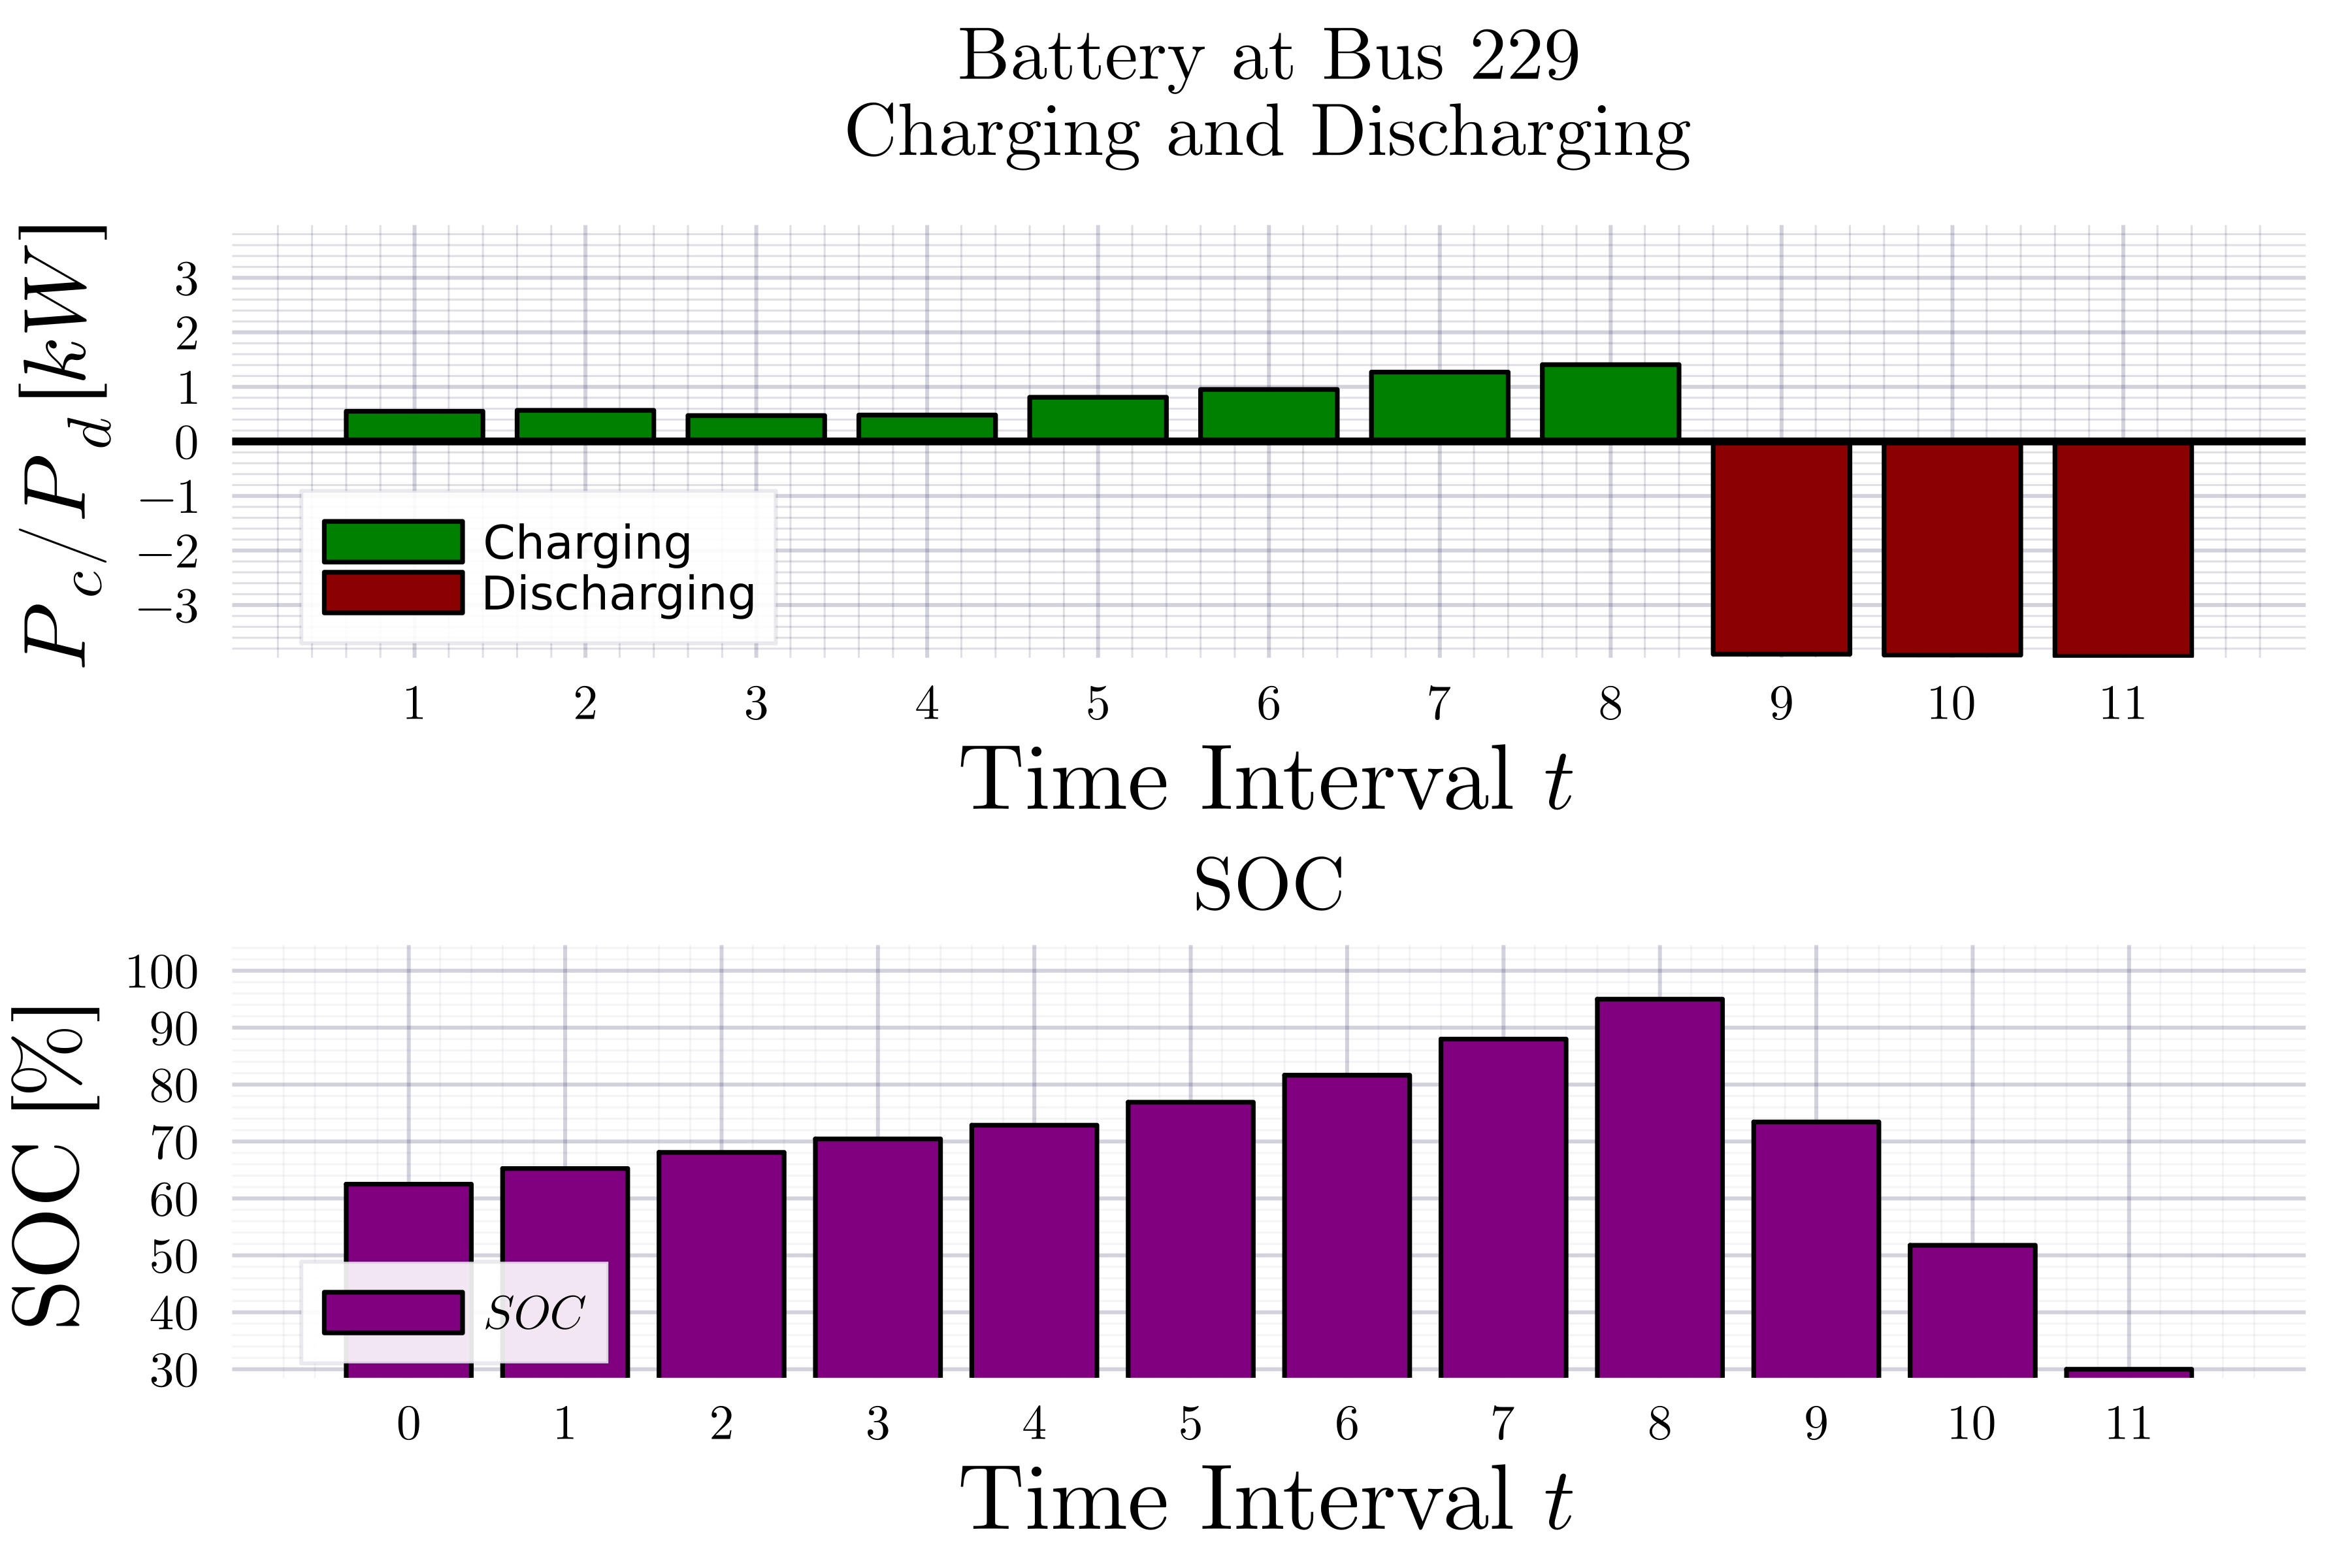 Battery at Bus 229
Charging and Discharging
P_c/P_d [kW]
3
2
1
0
−1
−2
−3
Charging
Discharging
1 2 3 4 5 6 7 8 9 10 11
Time Interval t
SOC
SOC [%]
100
90
80
70
60
50
40
30
SOC
0 1 2 3 4 5 6 7 8 9 10 11
Time Interval t